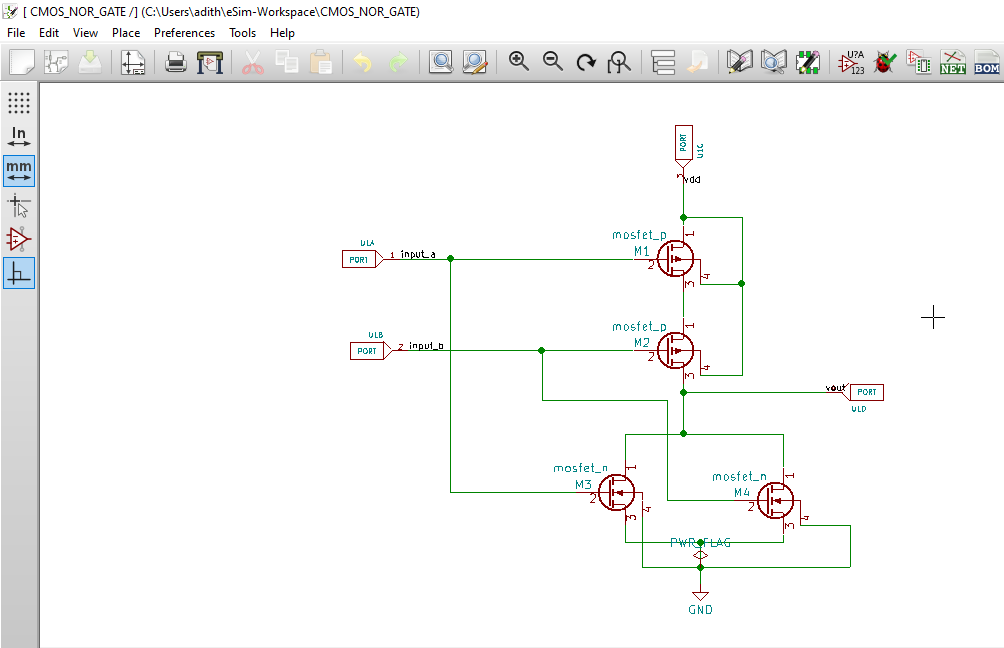 [ CMOS_NOR_GATE /] (C:\Users\adith\eSim-Workspace\CMOS_NOR_GATE)
File Edit View Place Preferences Tools Help
U?A
123
NET
BOM
In
mm
PORT
U1C
3
vdd
mosfet_p
M1
1
2
3
4
U1A
PORT
1
input_a
mosfet_p
M2
1
2
3
4
U1B
PORT
2
input_b
vout
PORT
U1D
mosfet_n
M3
1
2
3
4
mosfet_n
M4
1
2
3
4
PWR_FLAG
GND